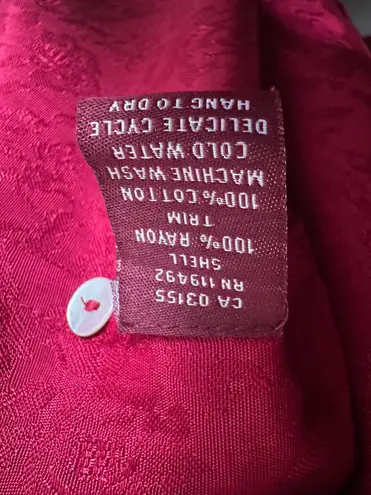 CA 03155
RN 119492
SHELL
100% RAYON
TRIM
100% COTTON
MACHINE WASH
COLD WATER
DELICATE CYCLE
HANG TO DRY